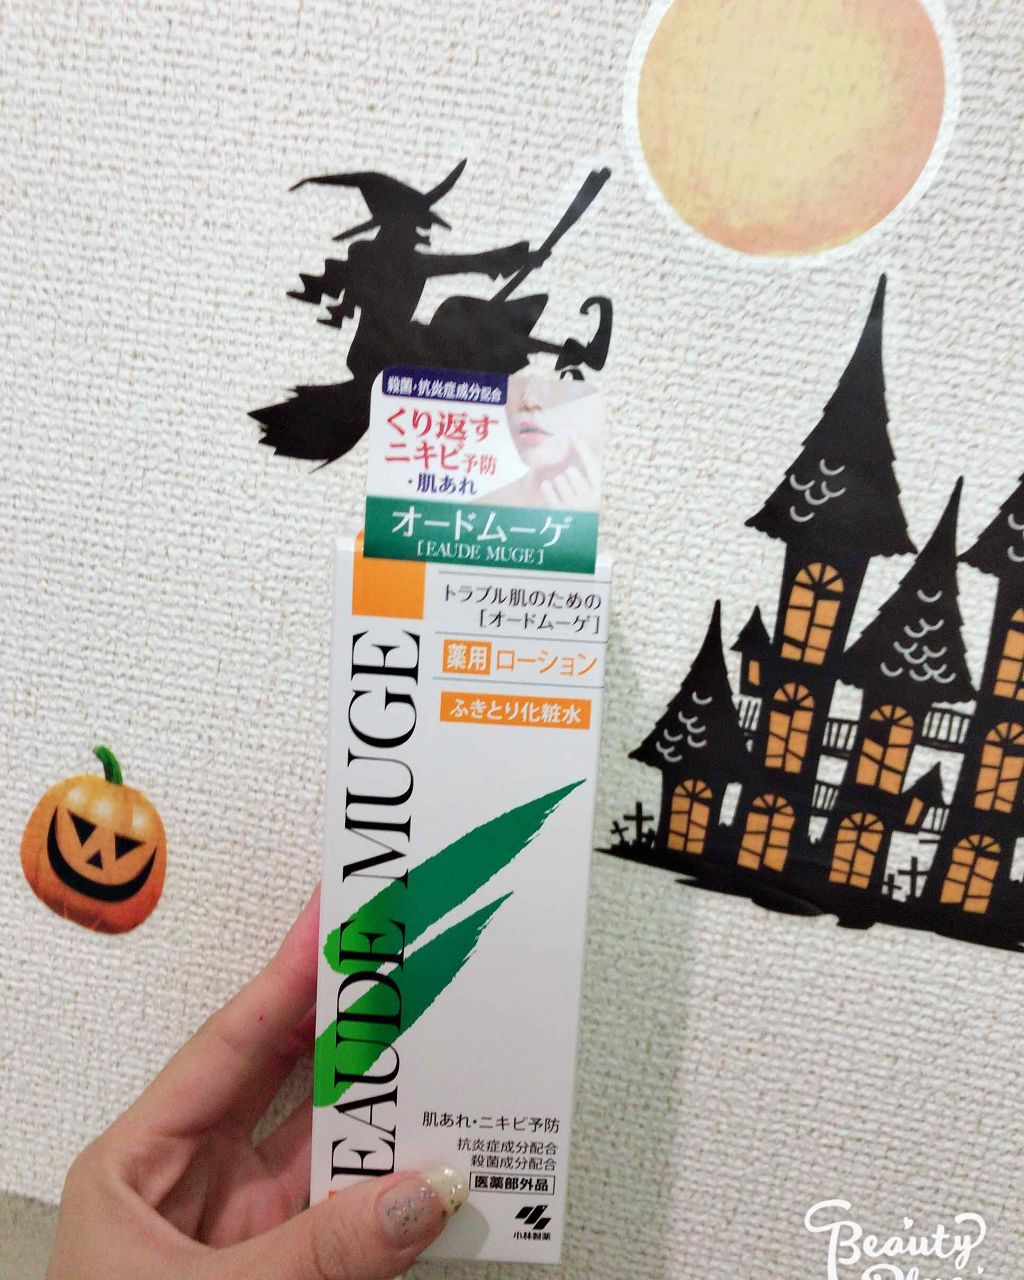 殺菌・抗炎症成分配合
くり返す
ニキビ予防
・肌あれ
オードムーゲ
[EAUDE MUGE]
トラブル肌のための
[オードムーゲ]
薬用ローション
ふきとり化粧水
EAUDE MUGE
肌あれ・ニキビ予防
抗炎症成分配合
殺菌成分配合
医薬部外品
小林製薬
Beauty